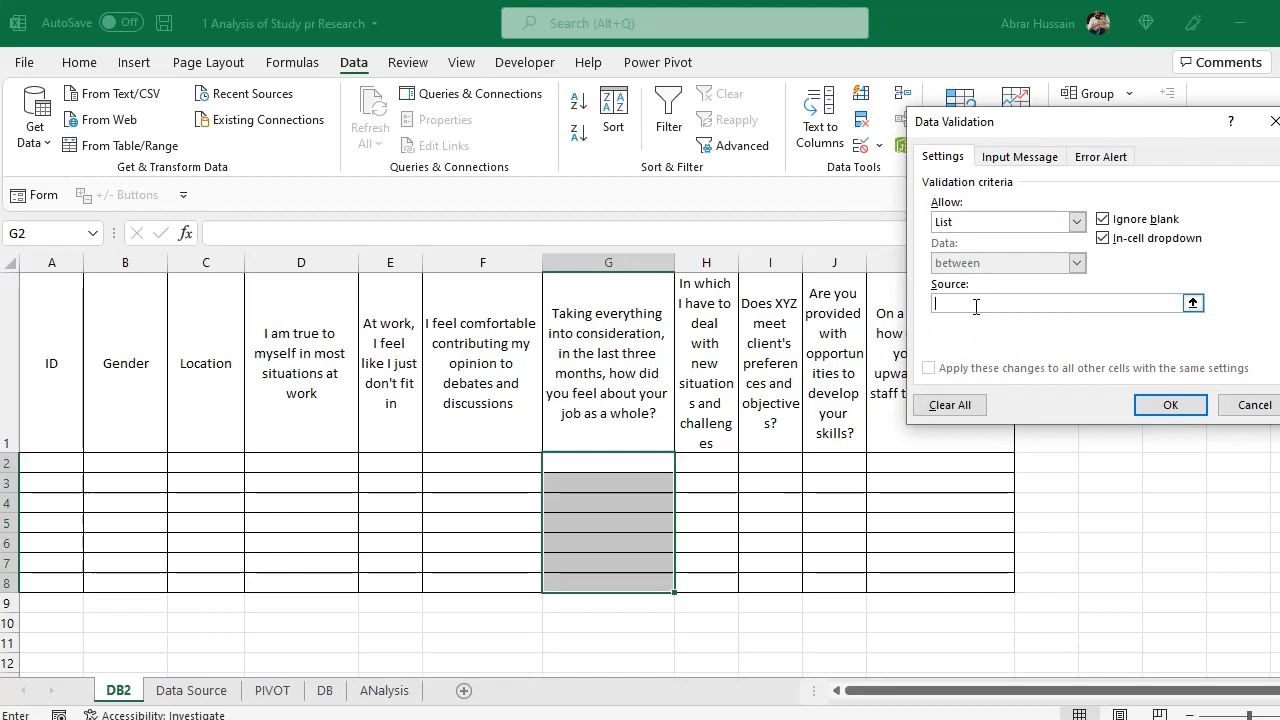 AutoSave Off 1 Analysis of Study pr Research Search (Alt+Q) Abrar Hussain
File Home Insert Page Layout Formulas Data Review View Developer Help Power Pivot Comments
Get Data
From Text/CSV
From Web
From Table/Range
Recent Sources
Existing Connections
Get & Transform Data
Refresh All
Queries & Connections
Properties
Edit Links
Queries & Connections
Sort
Filter
Clear
Reapply
Advanced
Sort & Filter
Text to Columns
Data Tools
Group
Form +/- Buttons
G2 fx
Data Validation ?
Settings Input Message Error Alert
Validation criteria
Allow:
List
Ignore blank
Data:
In-cell dropdown
between
Source:
Apply these changes to all other cells with the same settings
Clear All OK Cancel
A B C D E F G H I J
ID
Gender
Location
I am true to
myself in most
situations at
work
At work,
I feel
like I just
don't fit
in
I feel comfortable
contributing my
opinion to
debates and
discussions
Taking everything
into consideration,
in the last three
months, how did
you feel about your
job as a whole?
In which
I have to
deal
with
new
situation
s and
challeng
es
Does XYZ
meet
client's
preferen
ces and
objective
s?
Are you
provided
with
opportun
ities to
develop
your
skills?
On a
how
yo
upwa
staff t
1
2
3
4
5
6
7
8
9
10
11
12
DB2 Data Source PIVOT DB ANalysis
Enter Accessibility: Investigate